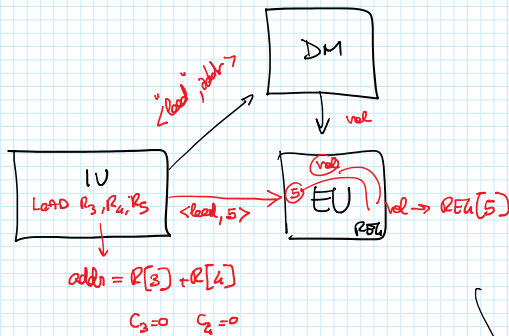 DM
<"load", addr>
val
IU
LOAD R3, R4, R5
<load, 5>
val
5
EU
REG
val → REG[5]
addr = R[3] + R[4]
C3=0 C4=0